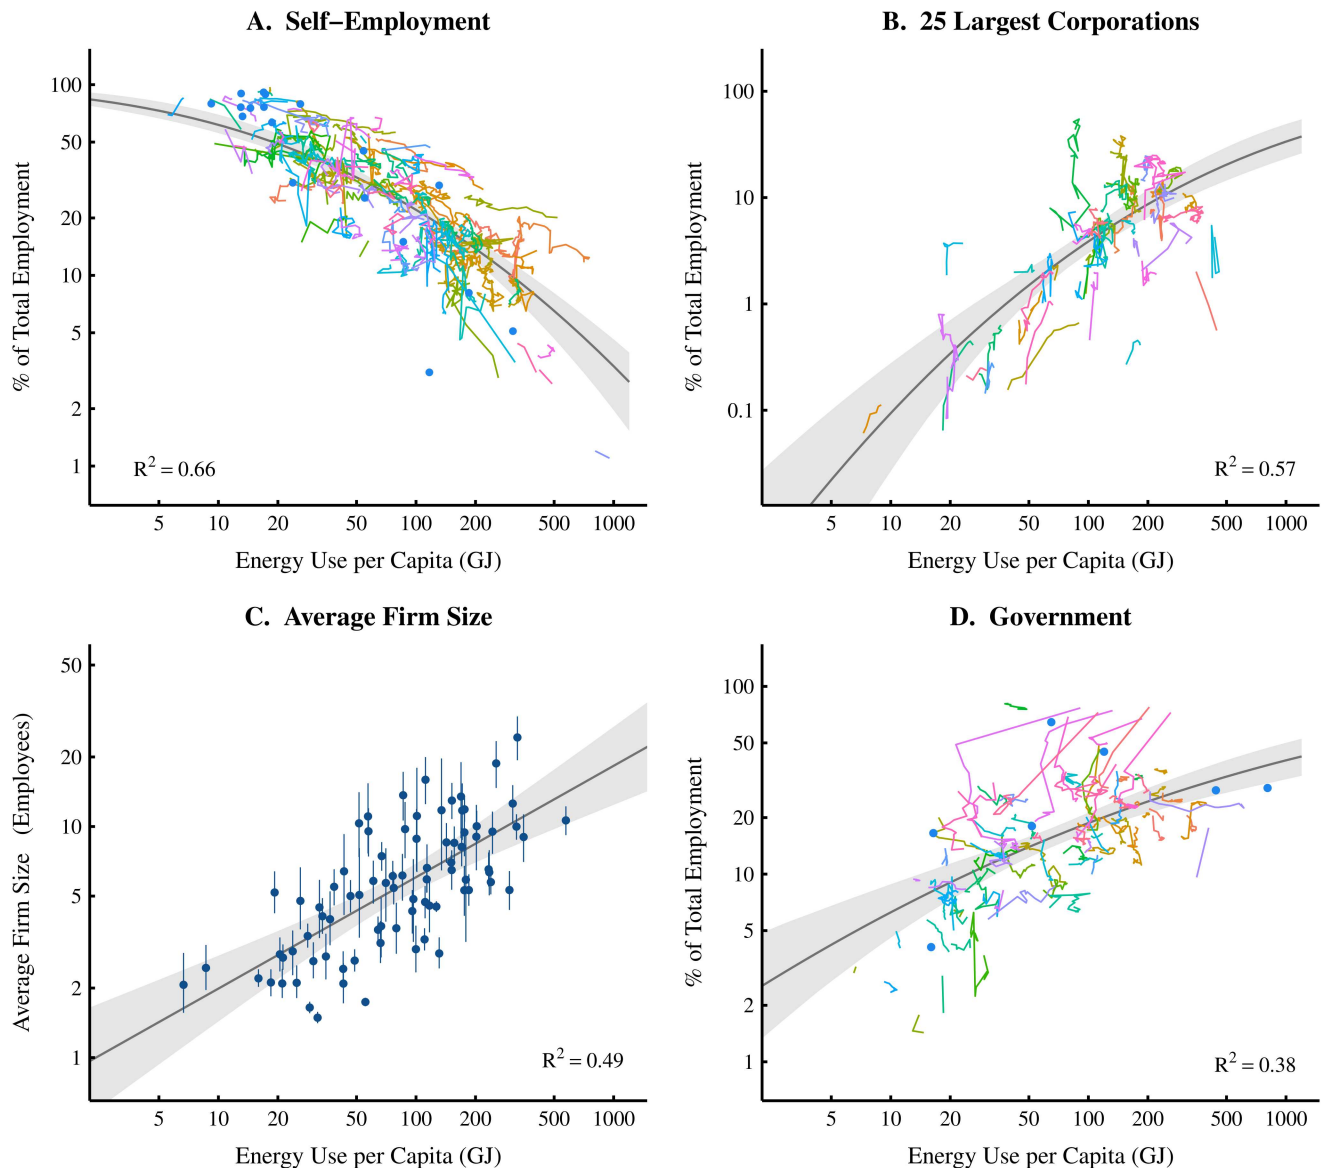 A. Self−Employment
100
50
20
10
5
2
1
% of Total Employment
R² = 0.66
5 10 20 50 100 200 500 1000
Energy Use per Capita (GJ)
B. 25 Largest Corporations
100
10
1
0.1
% of Total Employment
R² = 0.57
5 10 20 50 100 200 500 1000
Energy Use per Capita (GJ)
C. Average Firm Size
50
20
10
5
2
1
Average Firm Size (Employees)
R² = 0.49
5 10 20 50 100 200 500 1000
Energy Use per Capita (GJ)
D. Government
100
50
20
10
5
2
1
% of Total Employment
R² = 0.38
5 10 20 50 100 200 500 1000
Energy Use per Capita (GJ)